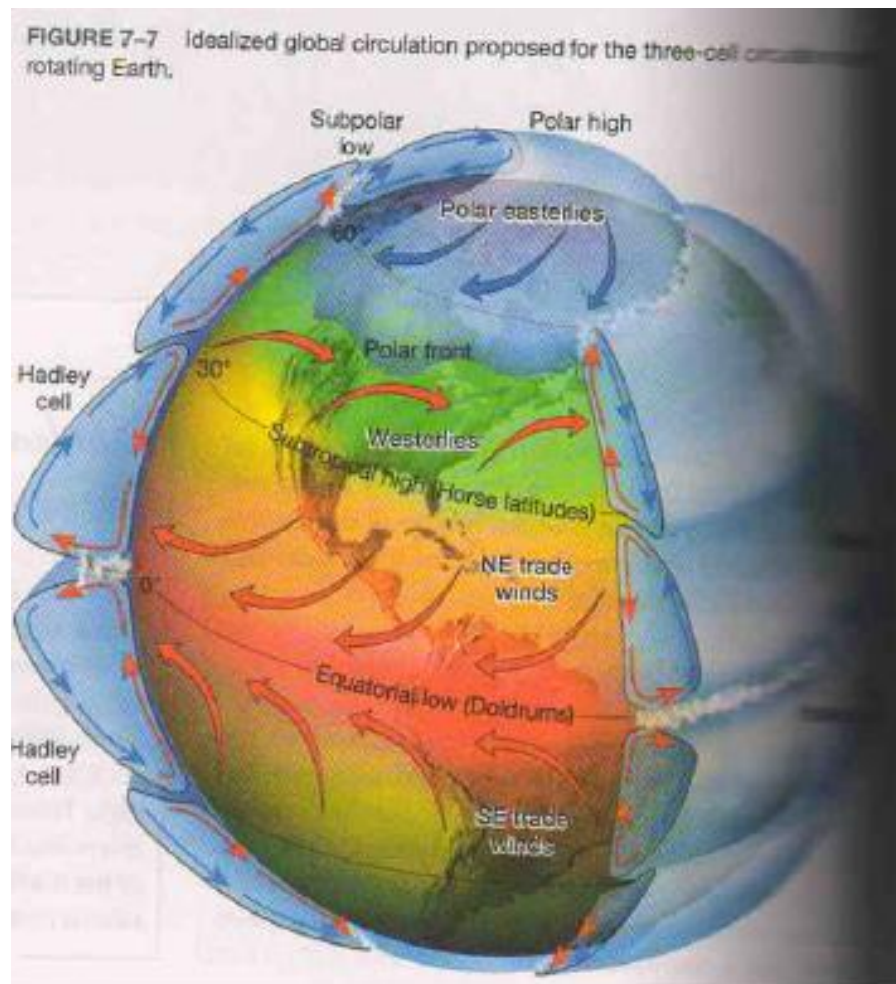 FIGURE 7–7 Idealized global circulation proposed for the three-cell
rotating Earth.
Subpolar
low
Polar high
Polar easterlies
60°
Polar front
Hadley
cell
30°
Westerlies
Subtropical high (Horse latitudes)
NE trade
winds
0°
Equatorial low (Doldrums)
Hadley
cell
SE trade
winds